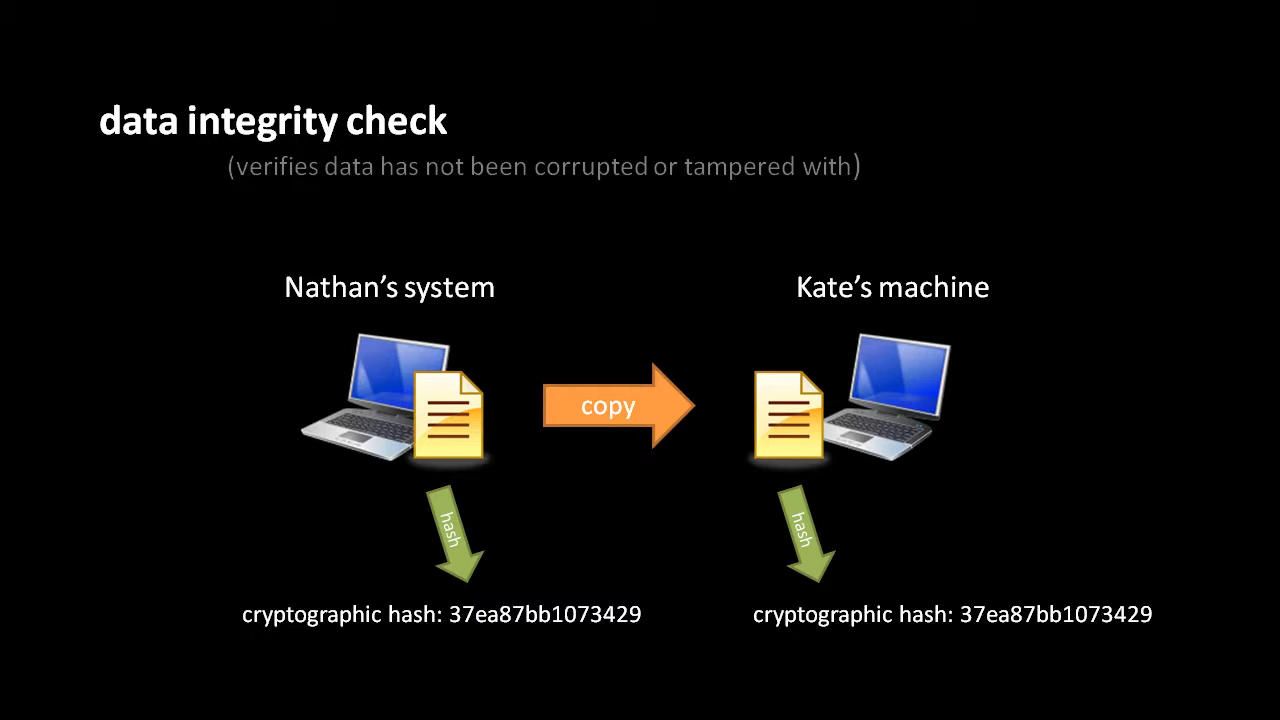 data integrity check
(verifies data has not been corrupted or tampered with)
Nathan’s system
Kate’s machine
copy
hash
hash
cryptographic hash: 37ea87bb1073429
cryptographic hash: 37ea87bb1073429